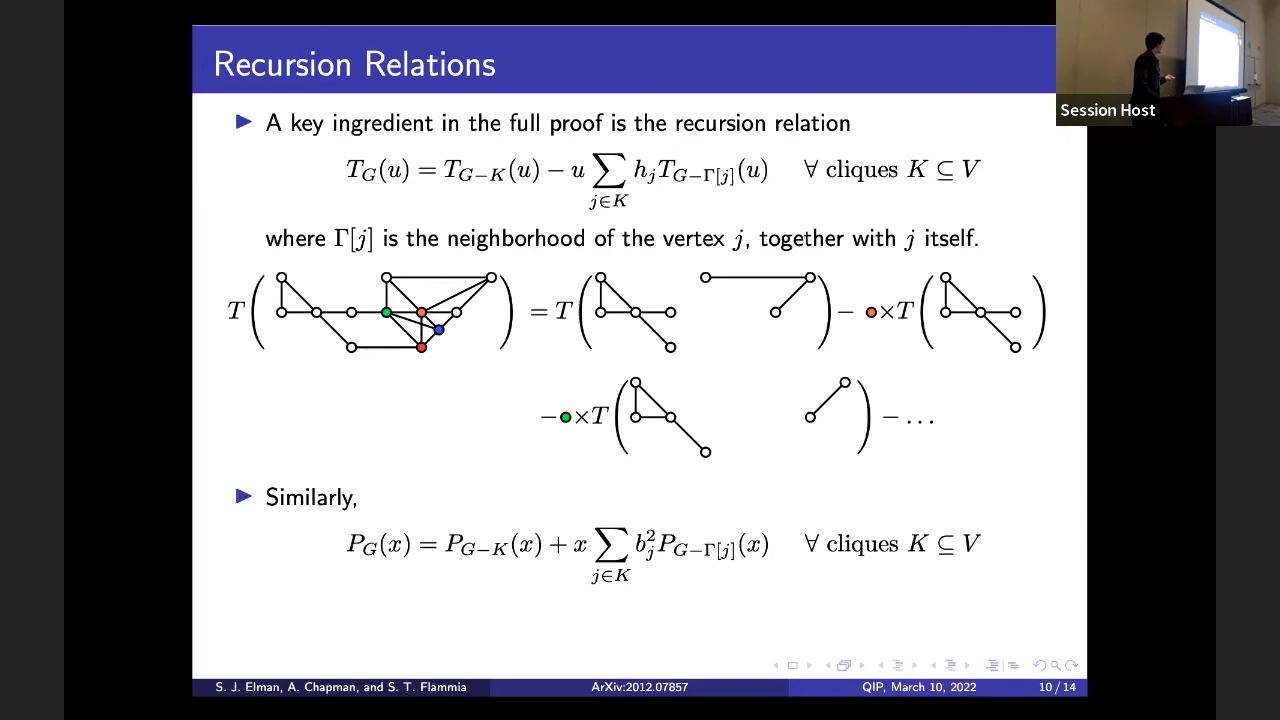 Recursion Relations
Session Host
A key ingredient in the full proof is the recursion relation
T_G(u) = T_{G−K}(u) − u ∑_{j∈K} h_j T_{G−Γ[j]}(u) ∀ cliques K ⊆ V
where Γ[j] is the neighborhood of the vertex j, together with j itself.
T ( ) = T ( ) − ×T ( )
− ×T ( ) − ...
Similarly,
P_G(x) = P_{G−K}(x) + x ∑_{j∈K} b_j^2 P_{G−Γ[j]}(x) ∀ cliques K ⊆ V
S. J. Elman, A. Chapman, and S. T. Flammia ArXiv:2012.07857 QIP, March 10, 2022 10 / 14